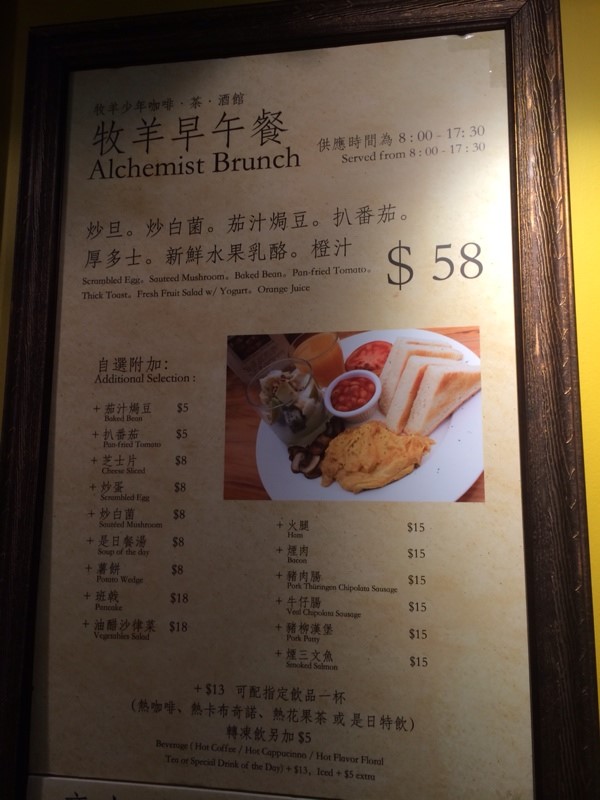 牧羊少年咖啡．茶．酒館
牧羊早午餐
Alchemist Brunch
供應時間為 8 : 00 - 17: 30
Served from 8 : 00 - 17 : 30
炒旦。炒白菌。茄汁焗豆。扒番茄。
厚多士。新鮮水果乳酪。橙汁
$ 58
Scrambled Egg。Sauteed Mushroom。Baked Bean。Pan-fried Tomato。
Thick Toast。Fresh Fruit Salad w/ Yogurt。Orange Juice
自選附加:
Additional Selection :
+ 茄汁焗豆 $5
Baked Bean
+ 扒番茄 $5
Pan-fried Tomato
+ 芝士片 $8
Cheese Sliced
+ 炒蛋 $8
Scrambled Egg
+ 炒白菌 $8
Sauteed Mushroom
+ 是日餐湯 $8
Soup of the day
+ 薯餅 $8
Potato Wedge
+ 班戟 $18
Pancake
+ 油醋沙律菜 $18
Vegetables Salad
+ 火腿 $15
Ham
+ 煙肉 $15
Bacon
+ 豬肉腸 $15
Pork Thüringen Chipolata Sausage
+ 牛仔腸 $15
Veal Chipolata Sausage
+ 豬柳漢堡 $15
Pork Patty
+ 煙三文魚 $15
Smoked Salmon
+ $13 可配指定飲品一杯
(熱咖啡、熱卡布奇諾、熱花果茶 或 是日特飲)
轉凍飲另加 $5
Beverage ( Hot Coffee / Hot Cappuccinno / Hot Flavor Floral
Tea or Special Drink of the Day) + $13。Iced + $5 extra